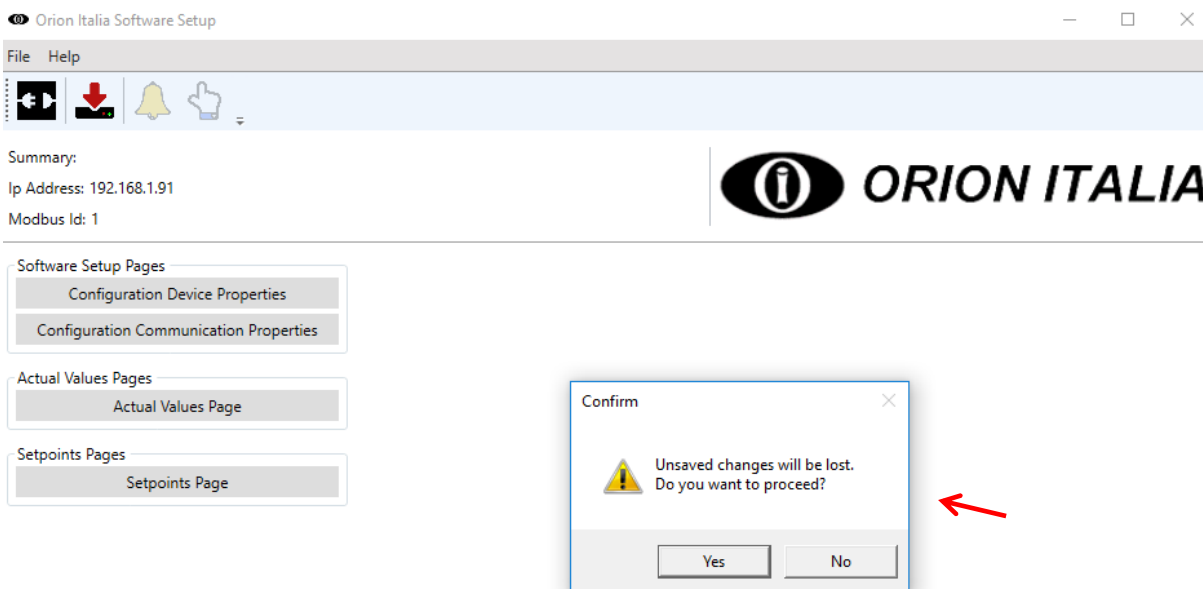 Orion Italia Software Setup
File Help
Summary:
Ip Address: 192.168.1.91
Modbus Id: 1
ORION ITALIA
Software Setup Pages
Configuration Device Properties
Configuration Communication Properties
Actual Values Pages
Actual Values Page
Setpoints Pages
Setpoints Page
Confirm
Unsaved changes will be lost.
Do you want to proceed?
Yes No